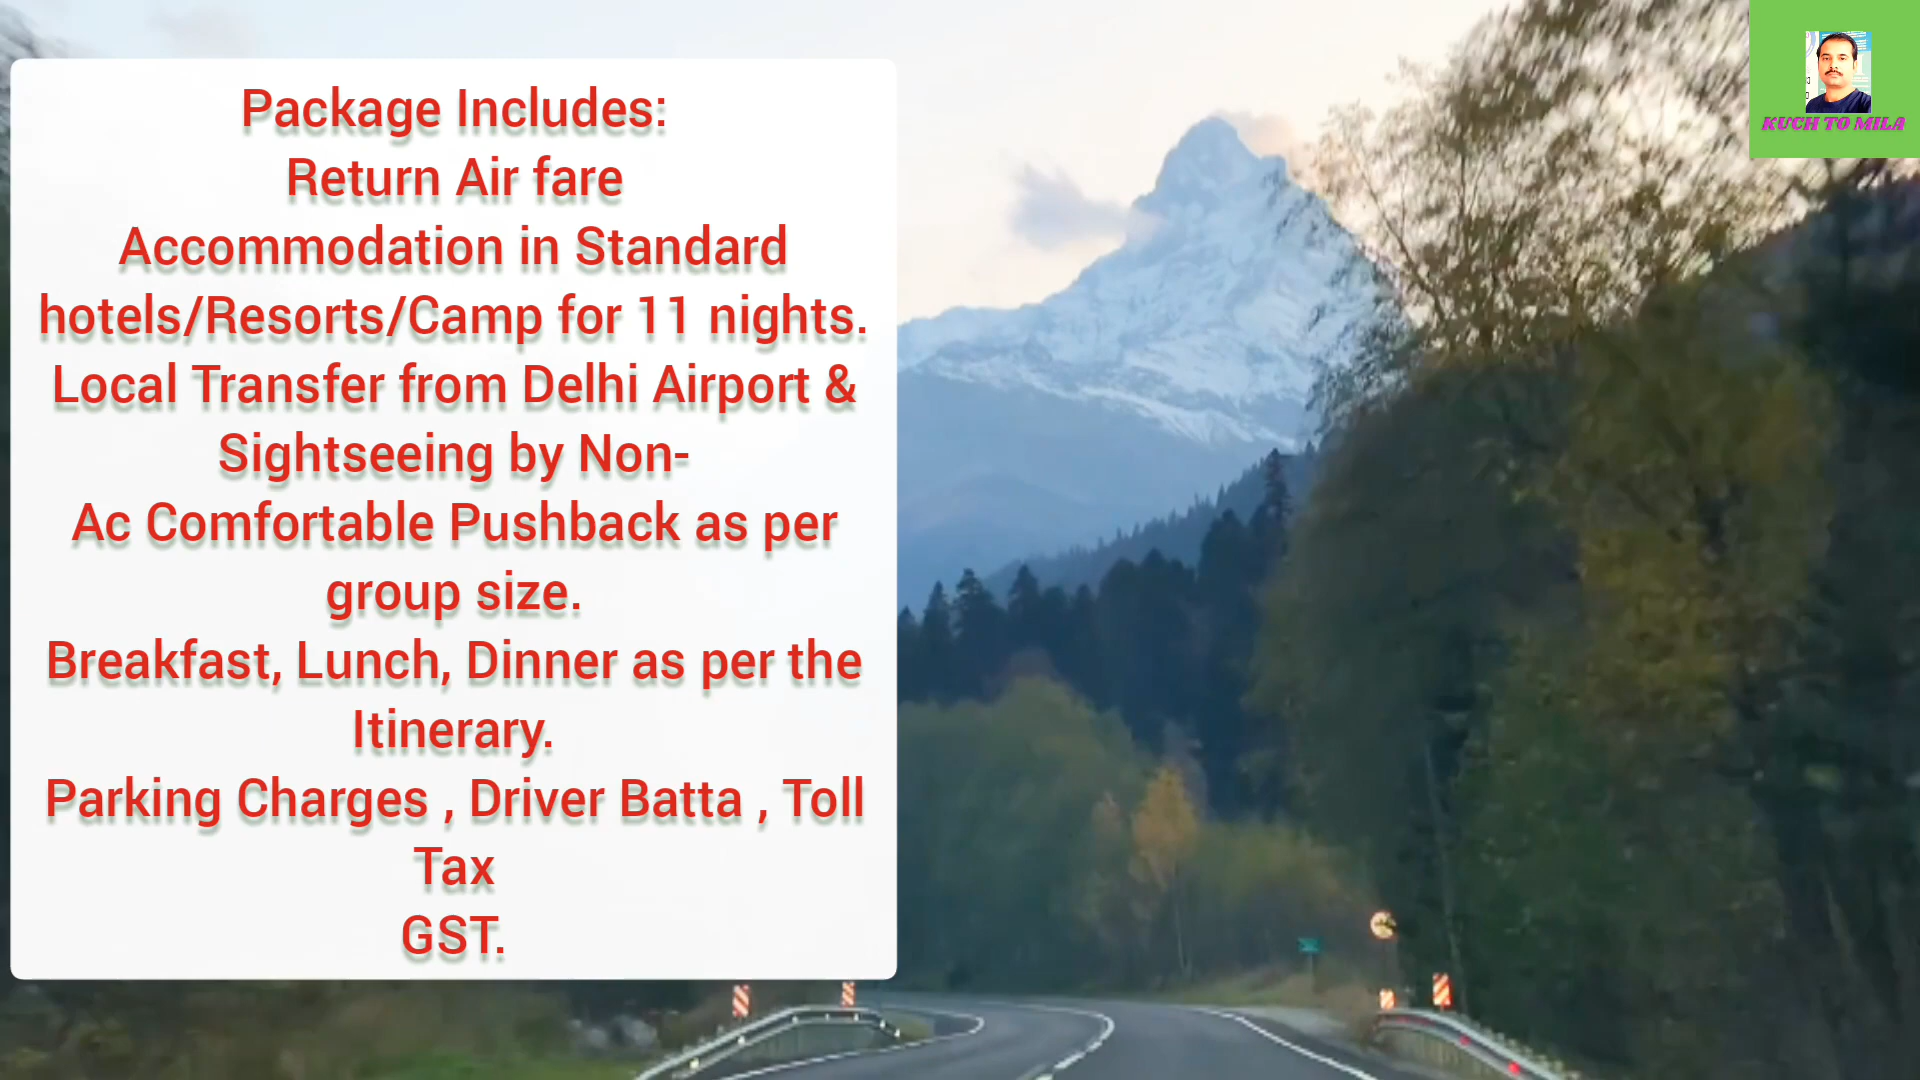 Package Includes:
Return Air fare
Accommodation in Standard
hotels/Resorts/Camp for 11 nights.
Local Transfer from Delhi Airport &
Sightseeing by Non-
Ac Comfortable Pushback as per
group size.
Breakfast, Lunch, Dinner as per the
Itinerary.
Parking Charges , Driver Batta , Toll
Tax
GST.
KUCH TO MILA